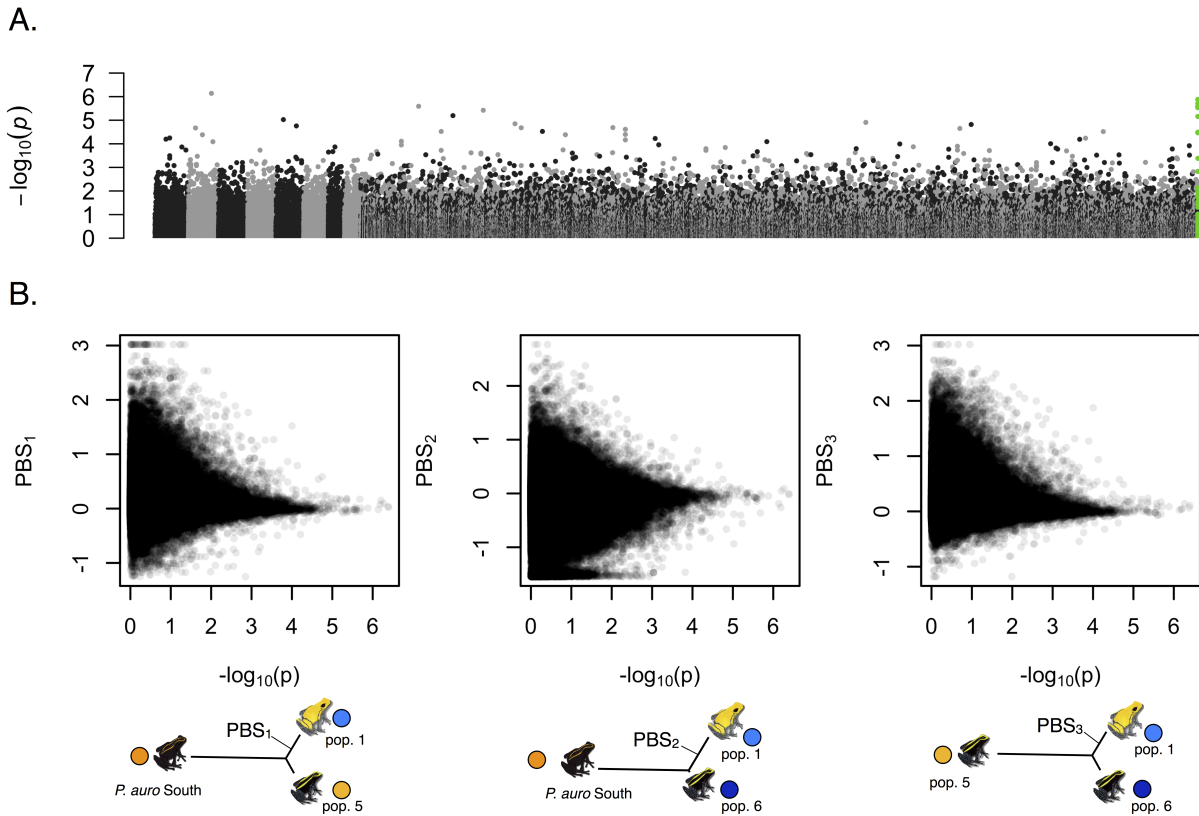 A.
7
6
5
4
3
2
1
0
−log10(p)
B.
3
2
1
0
-1
PBS1
0 1 2 3 4 5 6
-log10(p)
2
1
0
-1
PBS2
0 1 2 3 4 5 6
-log10(p)
3
2
1
0
-1
PBS3
0 1 2 3 4 5 6
-log10(p)
PBS1
pop. 1
P. auro South
pop. 5
PBS2
pop. 1
P. auro South
pop. 6
PBS3
pop. 1
pop. 5
pop. 6